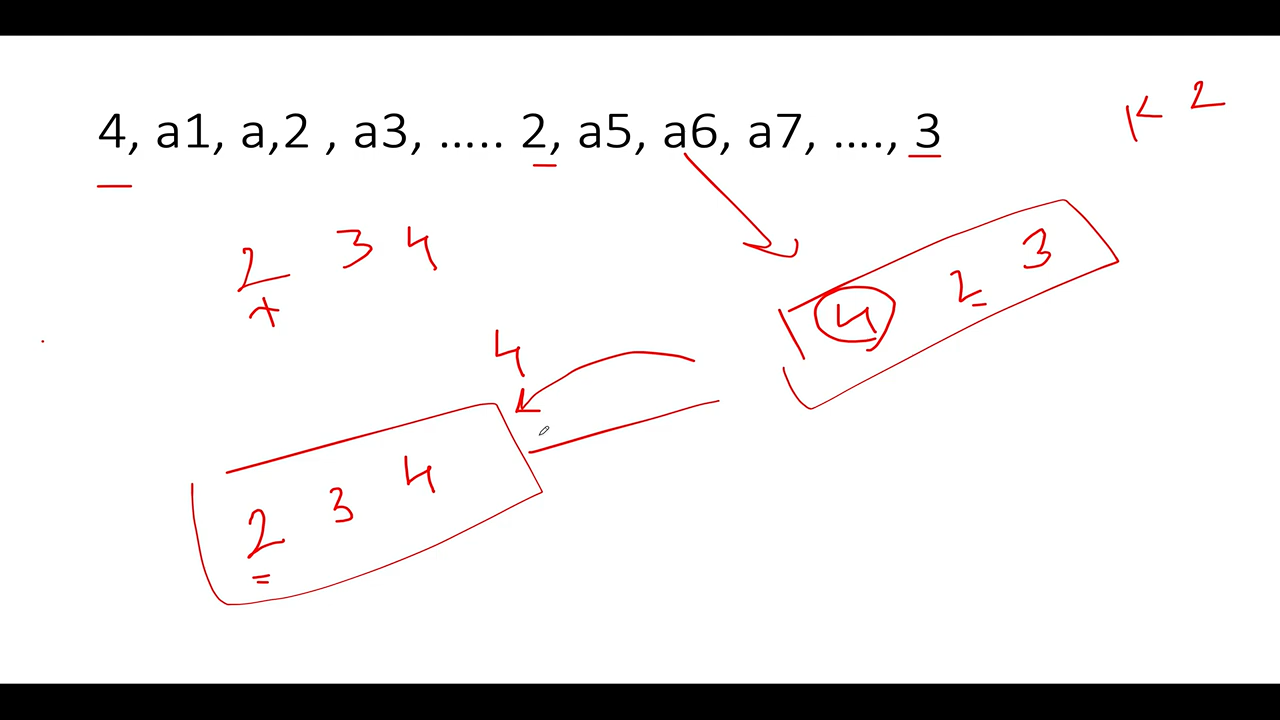 4, a1, a,2 , a3, ..... 2, a5, a6, a7, ...., 3
K 2
2 3 4
4 2 3
4
2 3 4